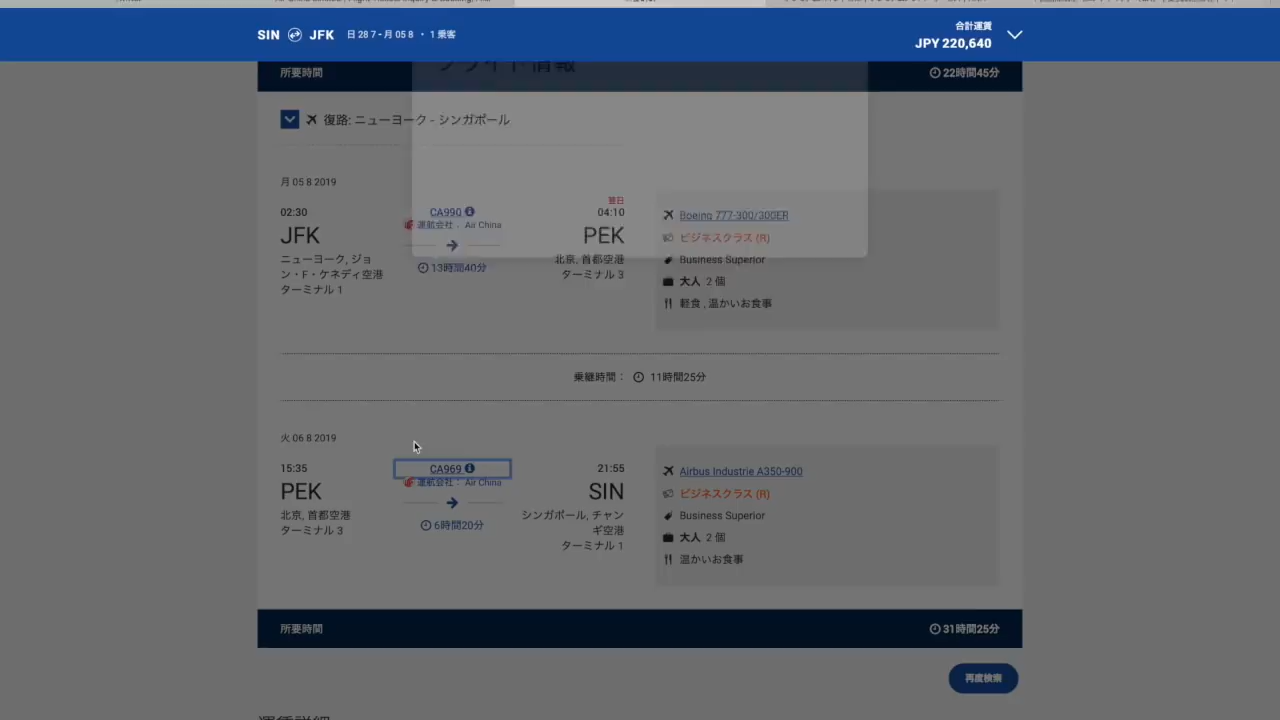 SIN JFK 日 28 7 - 月 05 8 ・ 1 乗客
合計運賃
JPY 220,640
フライト情報
所要時間 22時間45分
復路: ニューヨーク - シンガポール
月 05 8 2019
翌日
02:30 CA990 04:10
運航会社： Air China
JFK PEK
ニューヨーク, ジョン・F・ケネディ空港
ターミナル 1
13時間40分
北京, 首都空港
ターミナル 3
Boeing 777-300/300ER
ビジネスクラス (R)
Business Superior
大人 2 個
軽食 , 温かいお食事
乗継時間： 11時間25分
火 06 8 2019
15:35 CA969 21:55
運航会社： Air China
PEK SIN
北京, 首都空港
ターミナル 3
6時間20分
シンガポール, チャンギ空港
ターミナル 1
Airbus Industrie A350-900
ビジネスクラス (R)
Business Superior
大人 2 個
温かいお食事
所要時間 31時間25分
再度検索